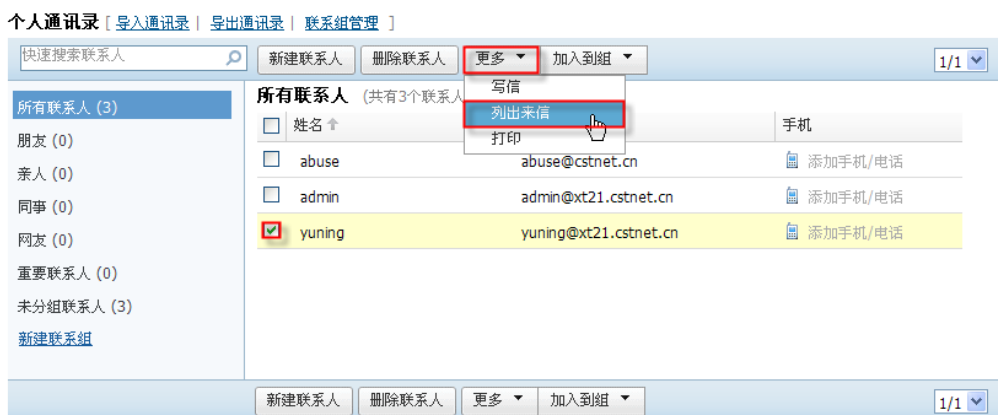 个人通讯录 [ 导入通讯录 | 导出通讯录 | 联系组管理 ]
快速搜索联系人 新建联系人 删除联系人 更多 加入到组 1/1
所有联系人 (3)
朋友 (0)
亲人 (0)
同事 (0)
网友 (0)
重要联系人 (0)
未分组联系人 (3)
新建联系组
所有联系人 (共有3个联系人
写信
列出来信
打印
姓名 手机
abuse abuse@cstnet.cn 添加手机/电话
admin admin@xt21.cstnet.cn 添加手机/电话
yuning yuning@xt21.cstnet.cn 添加手机/电话
新建联系人 删除联系人 更多 加入到组 1/1